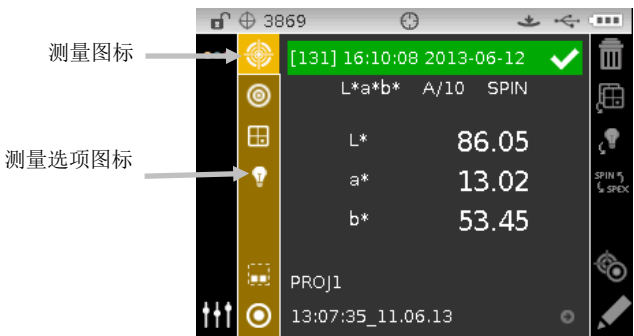 3869
测量图标
[131] 16:10:08 2013-06-12
L*a*b* A/10 SPIN
L* 86.05
测量选项图标
a* 13.02
SPIN
SPEX
b* 53.45
PROJ1
13:07:35_11.06.13